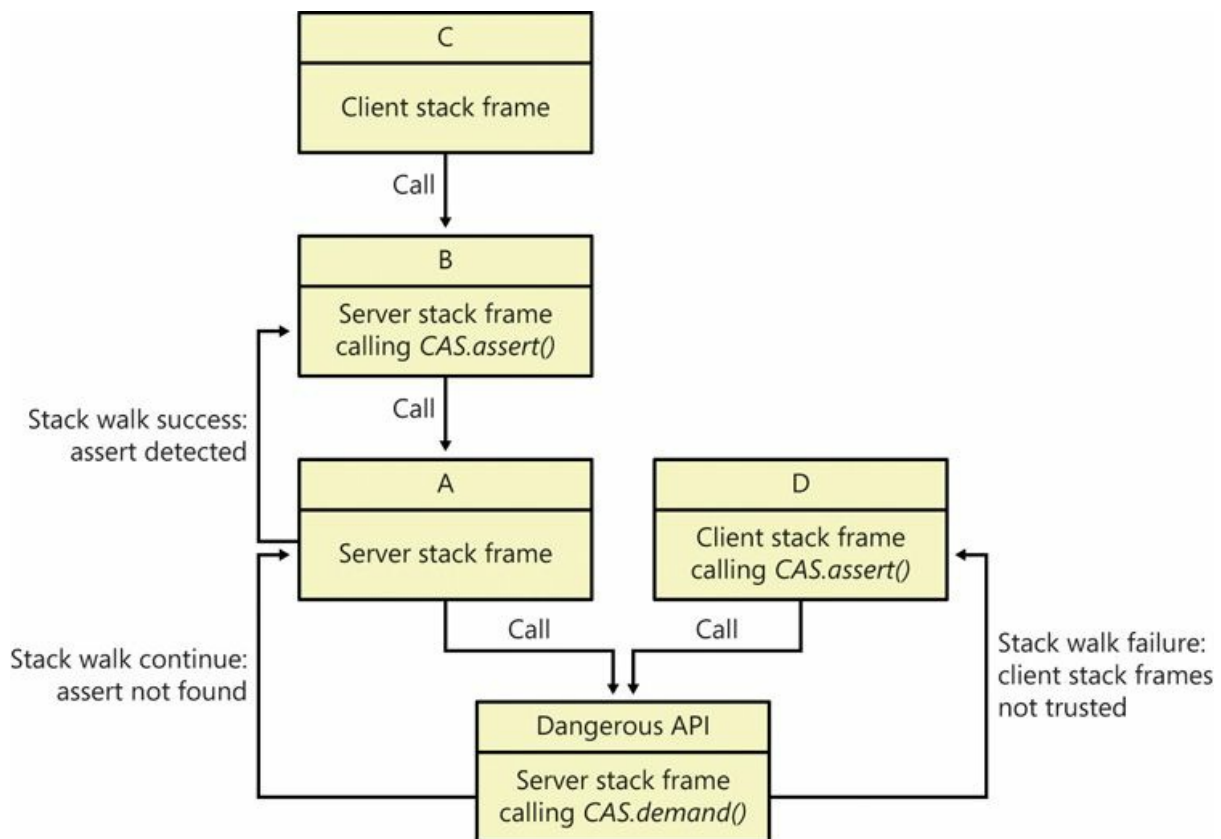 C
Client stack frame
Call
B
Server stack frame
calling CAS.assert()
Call
Stack walk success:
assert detected
A
Server stack frame
D
Client stack frame
calling CAS.assert()
Call
Call
Stack walk continue:
assert not found
Stack walk failure:
client stack frames
not trusted
Dangerous API
Server stack frame
calling CAS.demand()